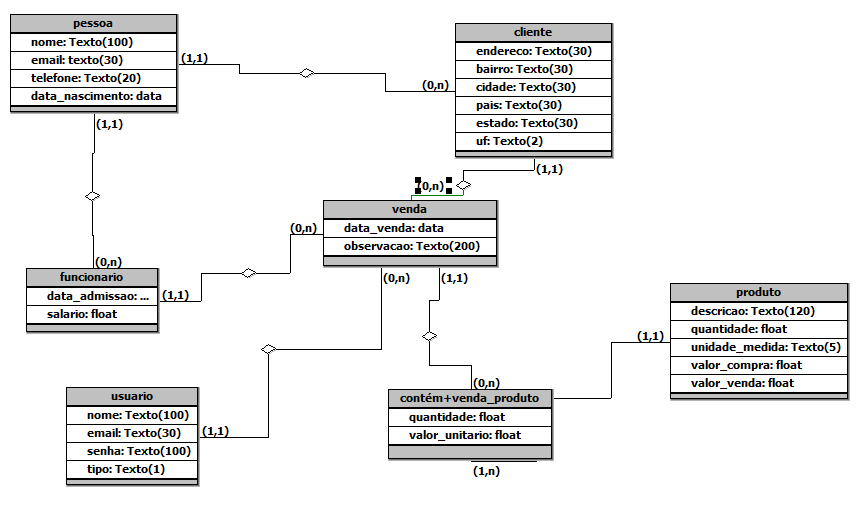 pessoa
nome: Texto(100)
email: texto(30)
telefone: Texto(20)
data_nascimento: data
(1,1)
(1,1)
cliente
endereco: Texto(30)
bairro: Texto(30)
cidade: Texto(30)
pais: Texto(30)
estado: Texto(30)
uf: Texto(2)
(0,n)
(1,1)
(0,n)
venda
data_venda: data
observacao: Texto(200)
(0,n)
(0,n)
(1,1)
(0,n)
funcionario
data_admissao: ...
salario: float
(1,1)
produto
descricao: Texto(120)
quantidade: float
unidade_medida: Texto(5)
valor_compra: float
valor_venda: float
(1,1)
usuario
nome: Texto(100)
email: Texto(30)
senha: Texto(100)
tipo: Texto(1)
(1,1)
(0,n)
contém+venda_produto
quantidade: float
valor_unitario: float
(1,n)